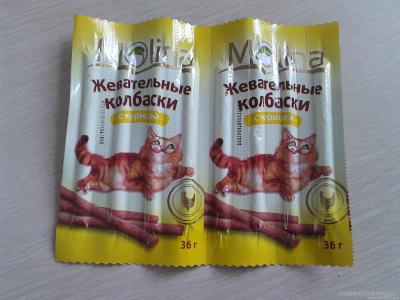 Molina
Жевательные
колбаски
с курицей
36 г
Molina
Жевательные
колбаски
с курицей
36 г